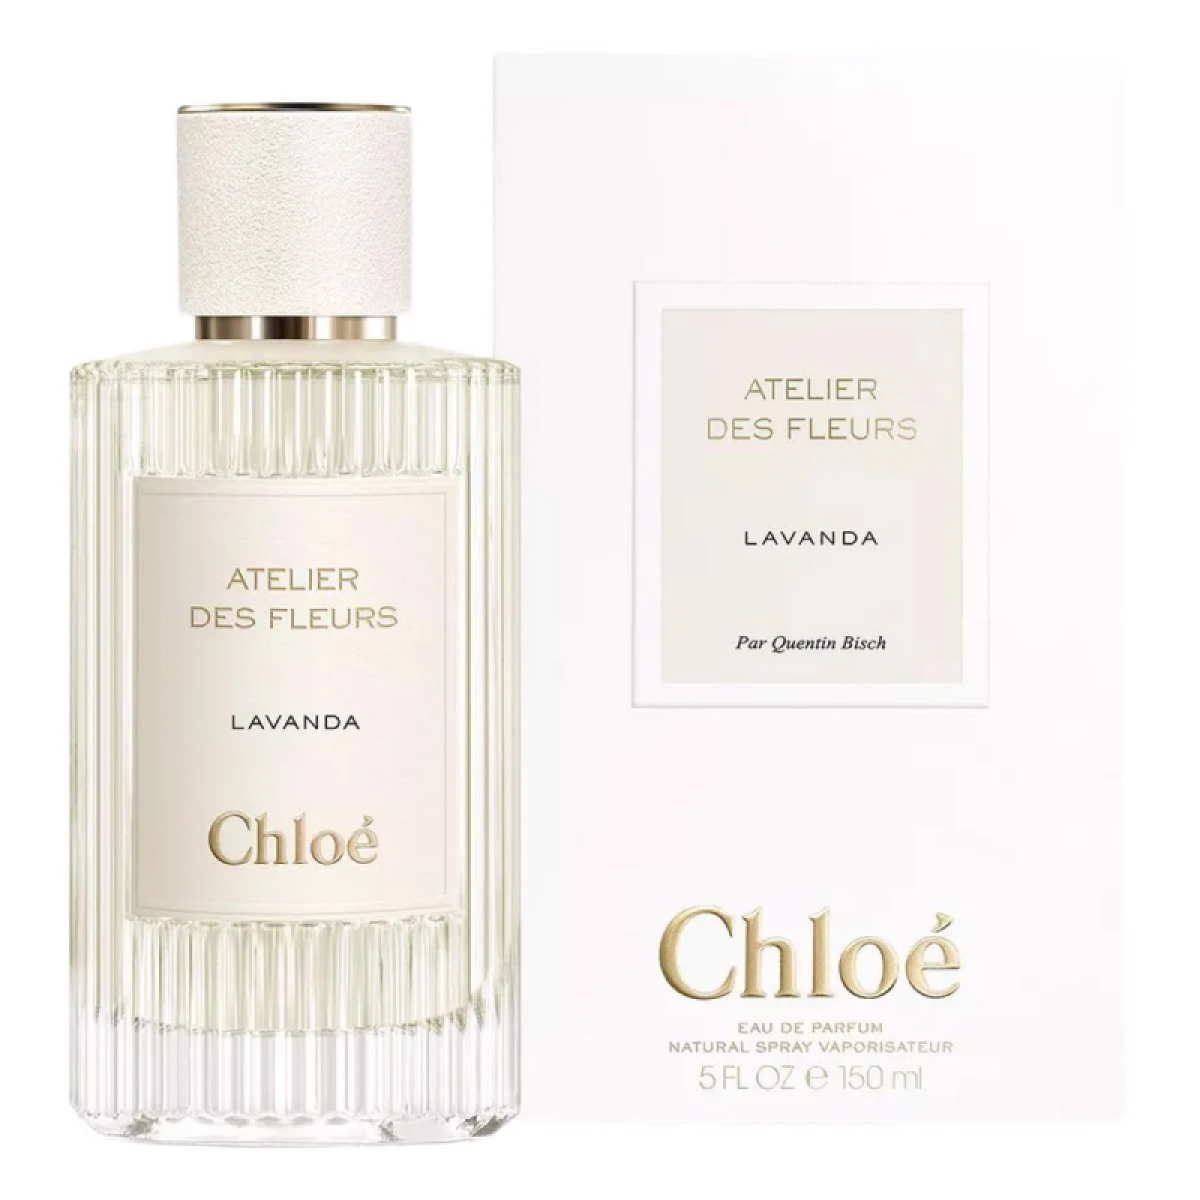 ATELIER
DES FLEURS
LAVANDA
Chloé
ATELIER
DES FLEURS
LAVANDA
Par Quentin Bisch
Chloé
EAU DE PARFUM
NATURAL SPRAY VAPORISATEUR
5 FL OZ ℮ 150 ml